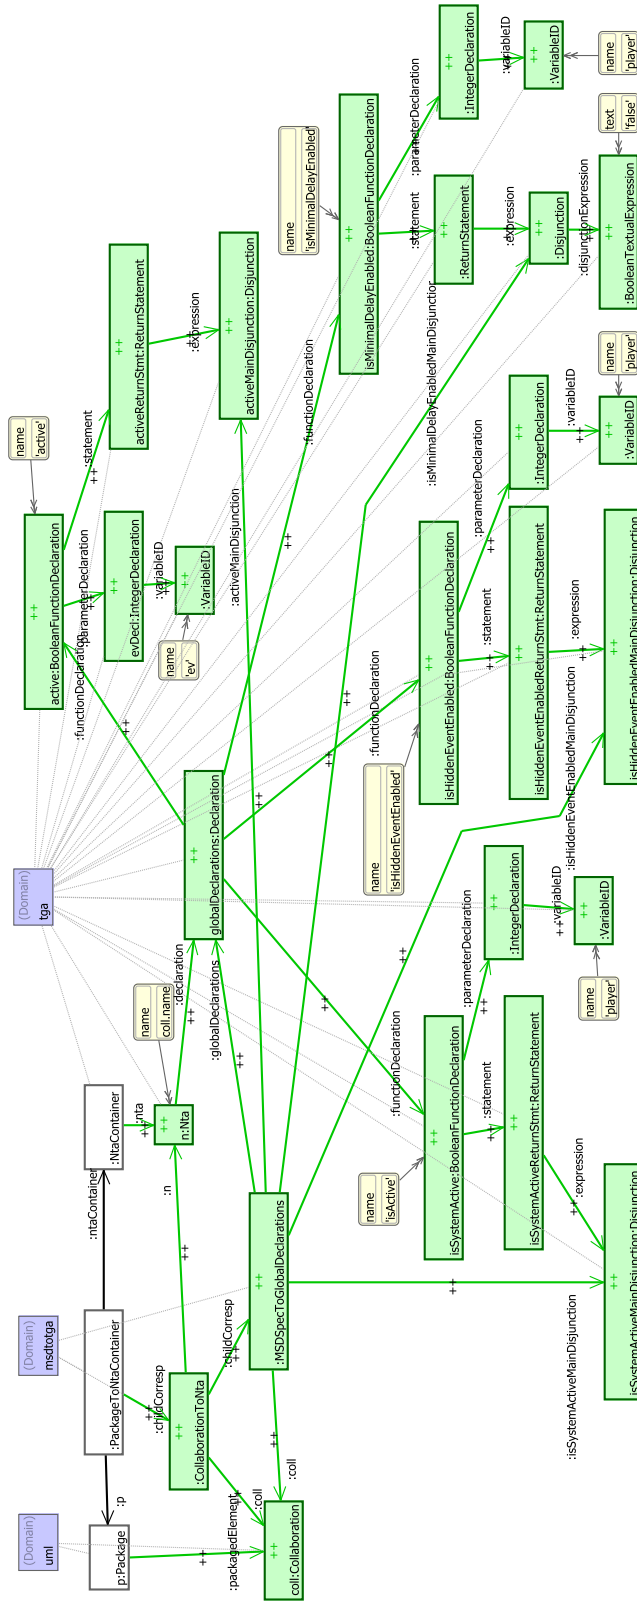 {Domain}
uml
{Domain}
msdtotga
{Domain}
tga
p:Package
:p
:PackageToNtaContainer
:ntaContainer
:NtaContainer
++
:packagedElement
++
:childCorresp
++
:nta
++
:CollaborationToNta
++
:coll
++
:childCorresp
++
:n
++
n:Nta
name
coll.name
++
:declaration
++
coll:Collaboration
++
:coll
++
:MSDSpecToGlobalDeclarations
++
:globalDeclarations
++
globalDeclarations:Declaration
++
:functionDeclaration
++
active:BooleanFunctionDeclaration
name
'active'
++
:statement
++
:parameterDeclaration
++
activeReturnStmt:ReturnStatement
++
:expression
++
evDecl:IntegerDeclaration
++
:variableID
++
:VariableID
name
'ev'
++
activeMainDisjunction:Disjunction
++
:activeMainDisjunction
++
:functionDeclaration
++
isMinimalDelayEnabled:BooleanFunctionDeclaration
name
'isMinimalDelayEnabled'
++
:parameterDeclaration
++
:statement
++
:IntegerDeclaration
++
:variableID
++
:VariableID
name
'player'
++
:ReturnStatement
++
:expression
++
:Disjunction
++
:disjunctionExpression
++
:BooleanTextualExpression
text
'false'
++
:isMinimalDelayEnabledMainDisjunction
++
:functionDeclaration
++
isHiddenEventEnabled:BooleanFunctionDeclaration
name
'isHiddenEventEnabled'
++
:parameterDeclaration
++
:statement
++
:IntegerDeclaration
++
:variableID
++
:VariableID
name
'player'
++
isHiddenEventEnabledReturnStmt:ReturnStatement
++
:expression
isHiddenEventEnabledMainDisjunction:Disjunction
++
:isHiddenEventEnabledMainDisjunction
++
++
:functionDeclaration
++
isSystemActive:BooleanFunctionDeclaration
name
'isSystemActive'
++
:parameterDeclaration
++
:statement
++
:IntegerDeclaration
++
:variableID
++
:VariableID
name
'player'
++
isSystemActiveReturnStmt:ReturnStatement
++
:expression
++
isSystemActiveMainDisjunction:Disjunction
++
:isSystemActiveMainDisjunction